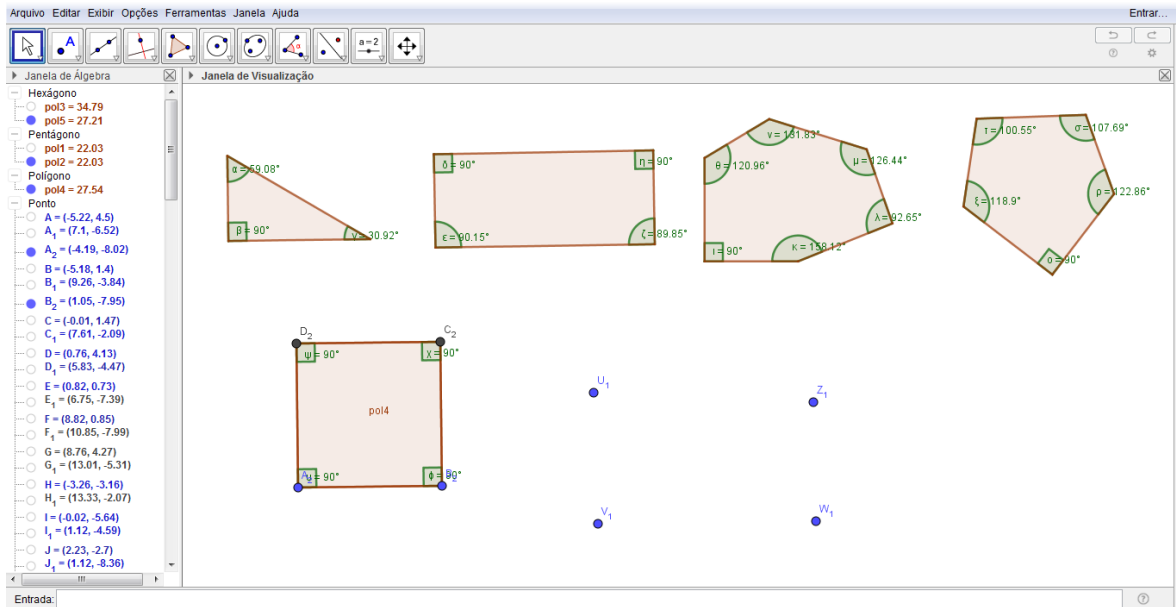 Arquivo Editar Exibir Opções Ferramentas Janela Ajuda
Entrar...
A
α
a=2
Janela de Álgebra
Janela de Visualização
Hexágono
pol3 = 34.79
pol5 = 27.21
Pentágono
pol1 = 22.03
pol2 = 22.03
Polígono
pol4 = 27.54
Ponto
A = (-5.22, 4.5)
A₁ = (7.1, -6.52)
A₂ = (-4.19, -8.02)
B = (-5.18, 1.4)
B₁ = (9.26, -3.84)
B₂ = (1.05, -7.95)
C = (-0.01, 1.47)
C₁ = (7.61, -2.09)
D = (0.76, 4.13)
D₁ = (5.83, -4.47)
E = (0.82, 0.73)
E₁ = (6.75, -7.39)
F = (8.82, 0.85)
F₁ = (10.85, -7.99)
G = (8.76, 4.27)
G₁ = (13.01, -5.31)
H = (-3.26, -3.16)
H₁ = (13.33, -2.07)
I = (-0.02, -5.64)
I₁ = (1.12, -4.59)
J = (2.23, -2.7)
J₁ = (1.12, -8.36)
α = 59.08°
β = 90°
γ = 30.92°
δ = 90°
η = 90°
ε = 90.15°
ζ = 89.85°
ν = 131.83°
θ = 120.96°
μ = 126.44°
λ = 92.65°
ι = 90°
κ = 158.12°
τ = 100.55°
σ = 107.69°
ρ = 122.86°
ξ = 118.9°
ο = 90°
D₂
C₂
ψ = 90°
χ = 90°
pol4
A₂
= 90°
φ = 90°
B₂
U₁
Z₁
V₁
W₁
Entrada: